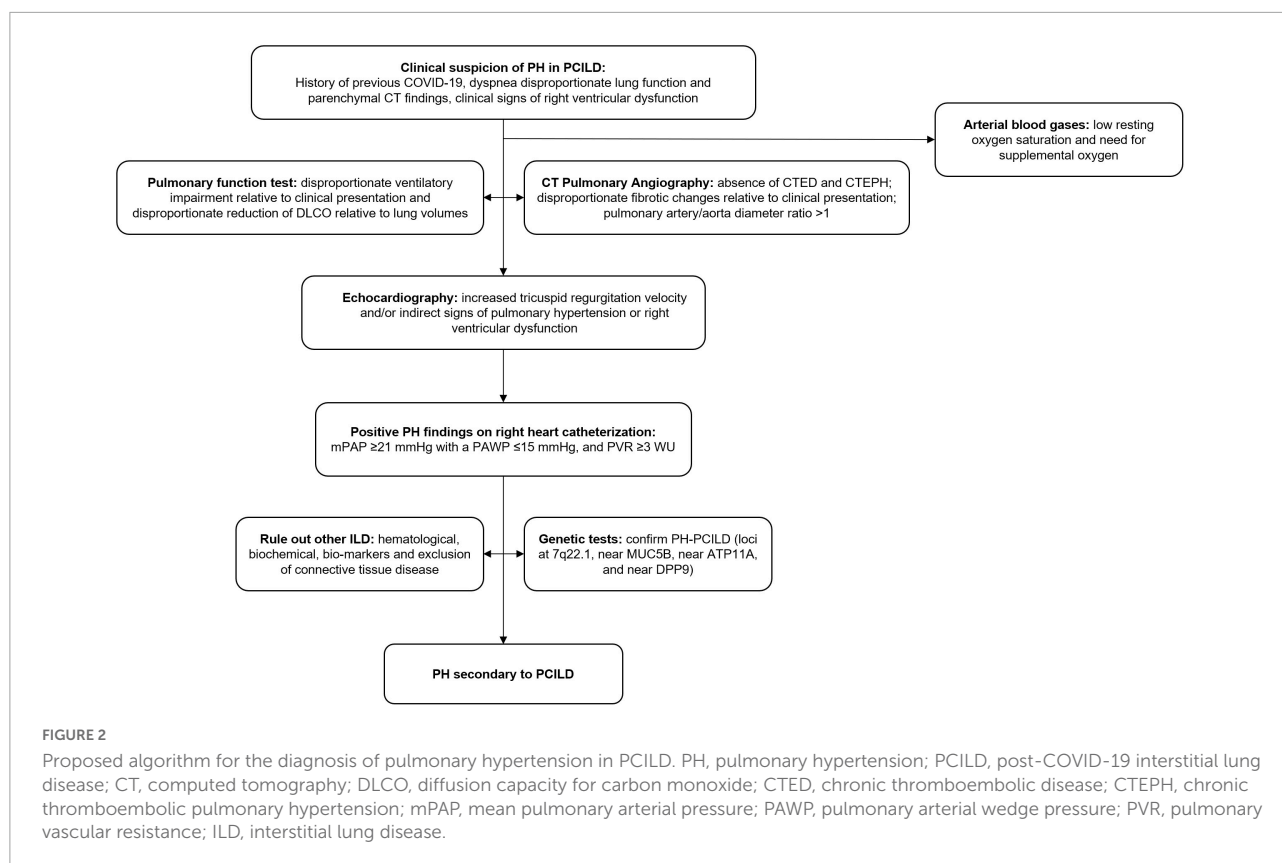 Clinical suspicion of PH in PCILD:
History of previous COVID-19, dyspnea disproportionate lung function and
parenchymal CT findings, clinical signs of right ventricular dysfunction
Arterial blood gases: low resting
oxygen saturation and need for
supplemental oxygen
Pulmonary function test: disproportionate ventilatory
impairment relative to clinical presentation and
disproportionate reduction of DLCO relative to lung volumes
CT Pulmonary Angiography: absence of CTED and CTEPH;
disproportionate fibrotic changes relative to clinical presentation;
pulmonary artery/aorta diameter ratio >1
Echocardiography: increased tricuspid regurgitation velocity
and/or indirect signs of pulmonary hypertension or right
ventricular dysfunction
Positive PH findings on right heart catheterization:
mPAP ≥21 mmHg with a PAWP ≤15 mmHg, and PVR ≥3 WU
Rule out other ILD: hematological,
biochemical, bio-markers and exclusion
of connective tissue disease
Genetic tests: confirm PH-PCILD (loci
at 7q22.1, near MUC5B, near ATP11A,
and near DPP9)
PH secondary to PCILD
FIGURE 2
Proposed algorithm for the diagnosis of pulmonary hypertension in PCILD. PH, pulmonary hypertension; PCILD, post-COVID-19 interstitial lung
disease; CT, computed tomography; DLCO, diffusion capacity for carbon monoxide; CTED, chronic thromboembolic disease; CTEPH, chronic
thromboembolic pulmonary hypertension; mPAP, mean pulmonary arterial pressure; PAWP, pulmonary arterial wedge pressure; PVR, pulmonary
vascular resistance; ILD, interstitial lung disease.